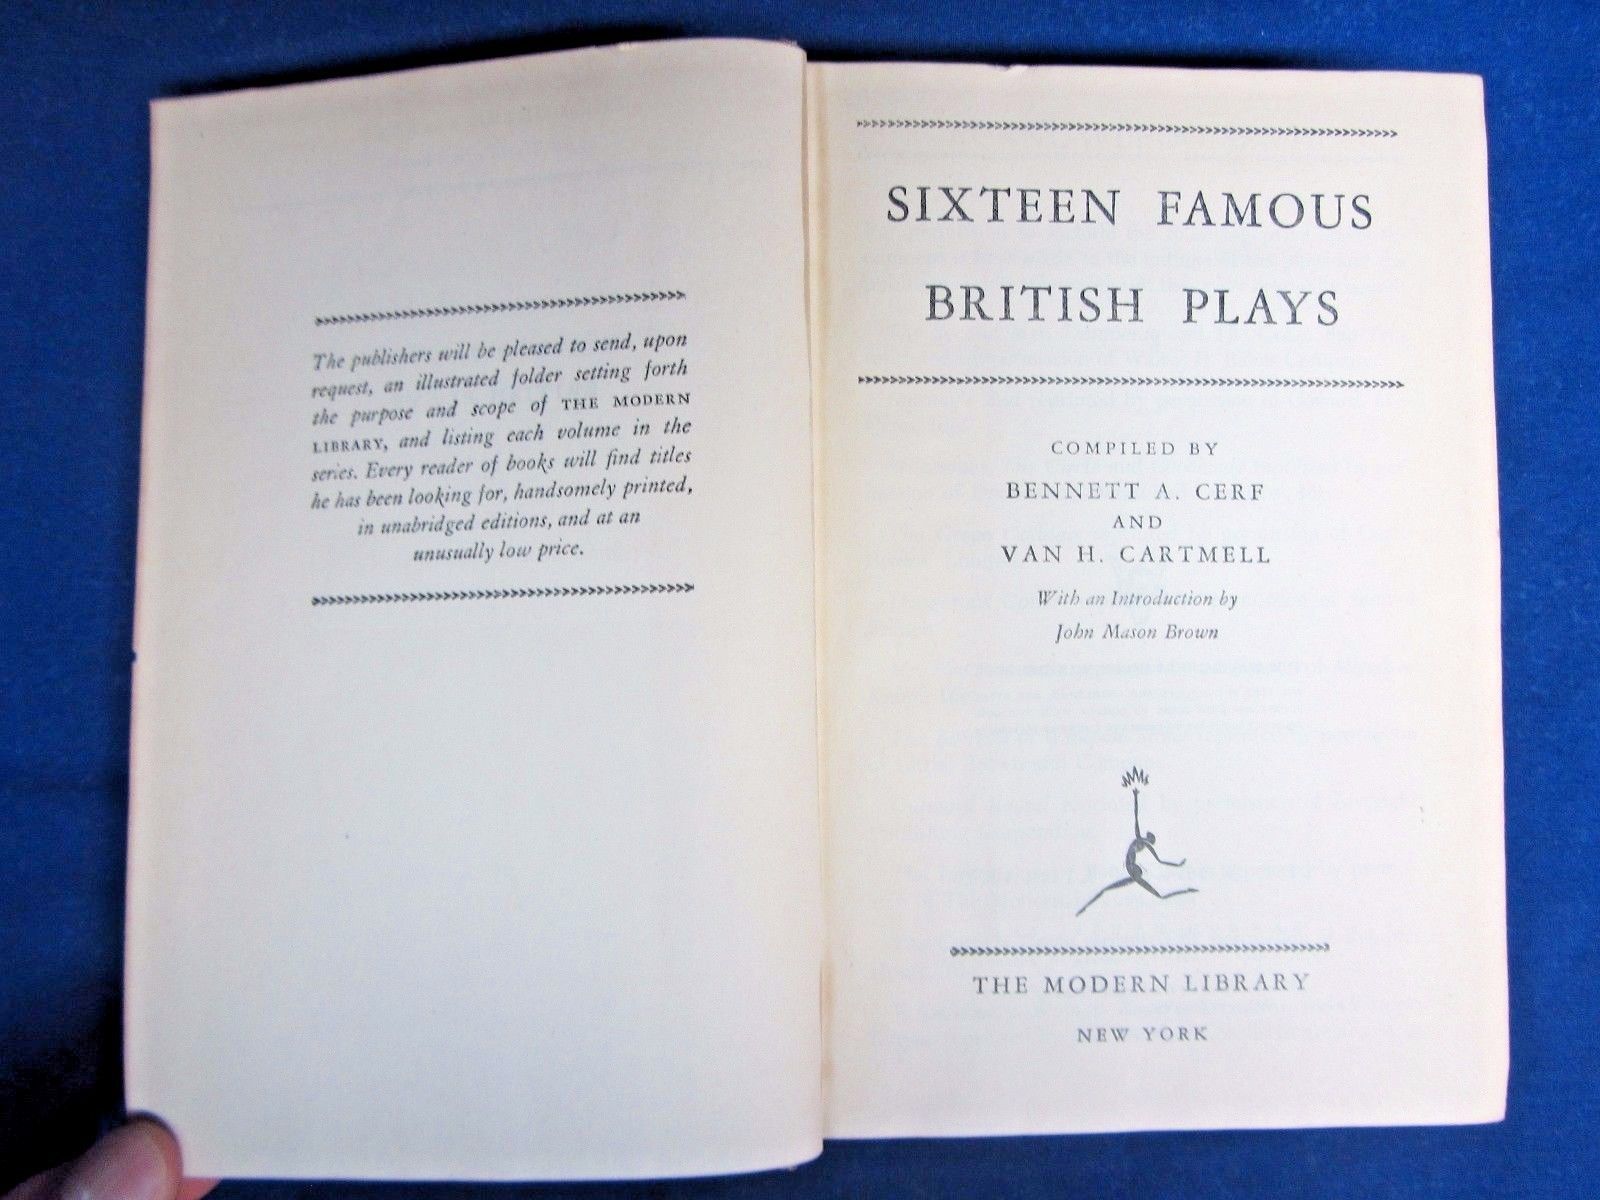 The publishers will be pleased to send, upon
request, an illustrated folder setting forth
the purpose and scope of THE MODERN
LIBRARY, and listing each volume in the
series. Every reader of books will find titles
he has been looking for, handsomely printed,
in unabridged editions, and at an
unusually low price.
SIXTEEN FAMOUS
BRITISH PLAYS
COMPILED BY
BENNETT A. CERF
AND
VAN H. CARTMELL
With an Introduction by
John Mason Brown
THE MODERN LIBRARY
NEW YORK